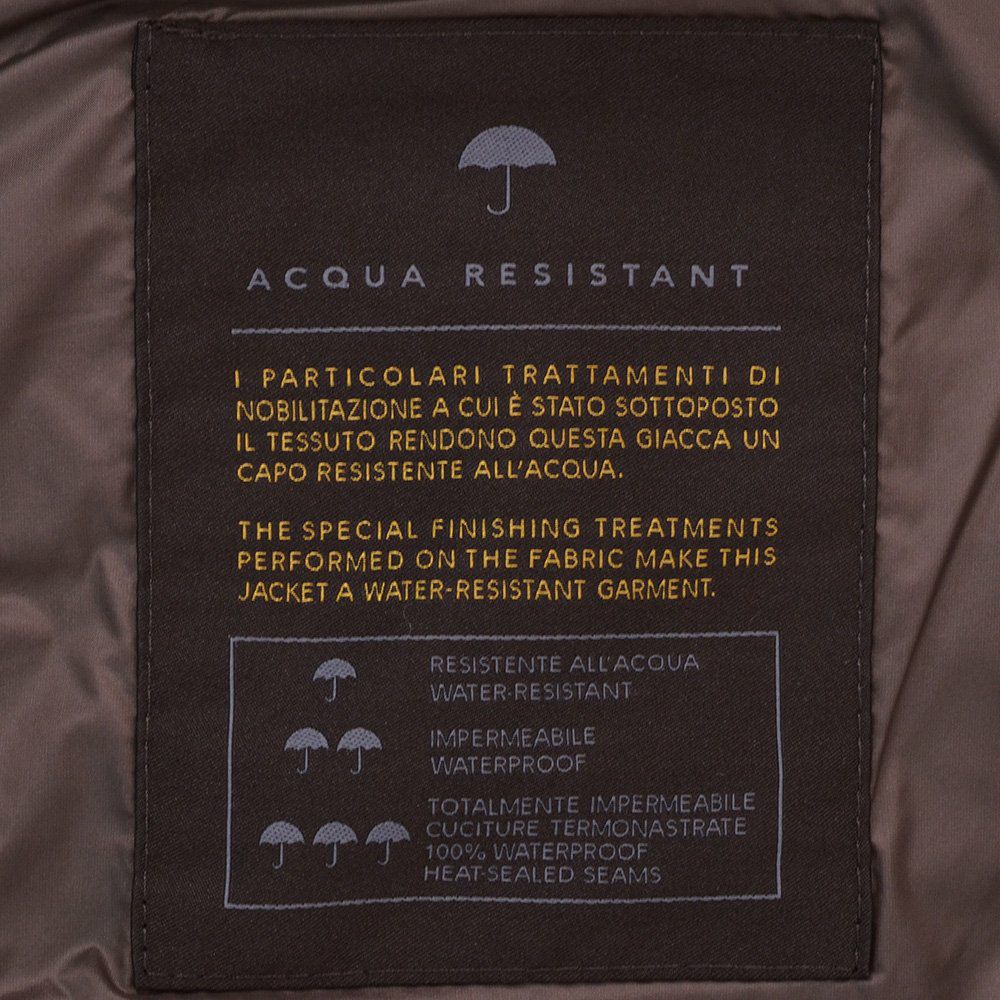 ACQUA RESISTANT
I PARTICOLARI TRATTAMENTI DI
NOBILITAZIONE A CUI È STATO SOTTOPOSTO
IL TESSUTO RENDONO QUESTA GIACCA UN
CAPO RESISTENTE ALL'ACQUA.
THE SPECIAL FINISHING TREATMENTS
PERFORMED ON THE FABRIC MAKE THIS
JACKET A WATER-RESISTANT GARMENT.
RESISTENTE ALL'ACQUA
WATER-RESISTANT
IMPERMEABILE
WATERPROOF
TOTALMENTE IMPERMEABILE
CUCITURE TERMONASTRATE
100% WATERPROOF
HEAT-SEALED SEAMS